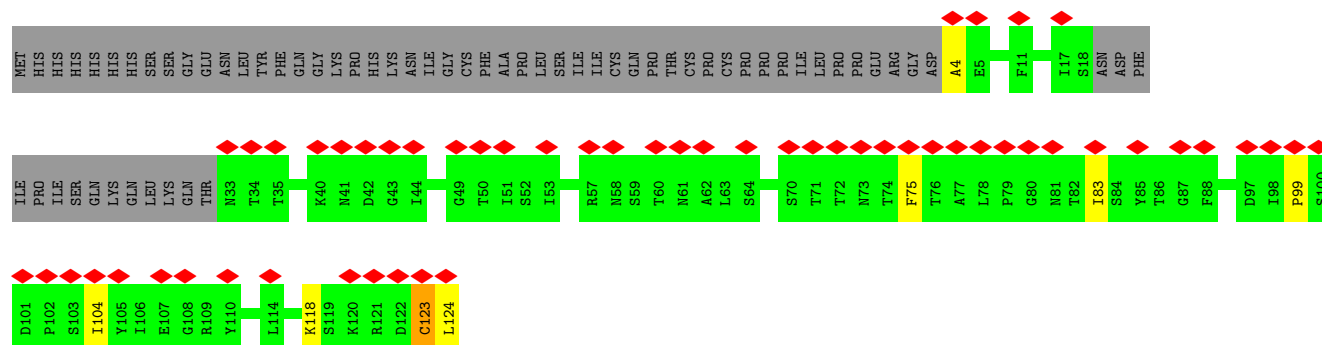 MET HIS HIS HIS HIS HIS HIS SER SER GLY GLU ASN LEU TYR PHE GLN GLY LYS PRO HIS LYS ASN ILE GLY CYS PHE ALA PRO LEU SER ILE ILE CYS GLN PRO THR CYS PRO CYS PRO PRO PRO ILE LEU PRO PRO GLU ARG GLY ASP A4 E5 F11 I17 S18 ASN ASP PHE
ILE PRO ILE SER GLN LYS GLN LEU LYS GLN THR N33 T34 T35 K40 N41 D42 G43 I44 G49 T50 I51 S52 I53 R57 N58 S59 T60 N61 A62 L63 S64 S70 T71 T72 N73 T74 F75 T76 A77 L78 P79 G80 N81 T82 I83 S84 Y85 T86 G87 F88 D97 I98 P99 S100
D101 P102 S103 I104 Y105 I106 E107 G108 R109 Y110 L114 K118 S119 K120 R121 D122 C123 L124